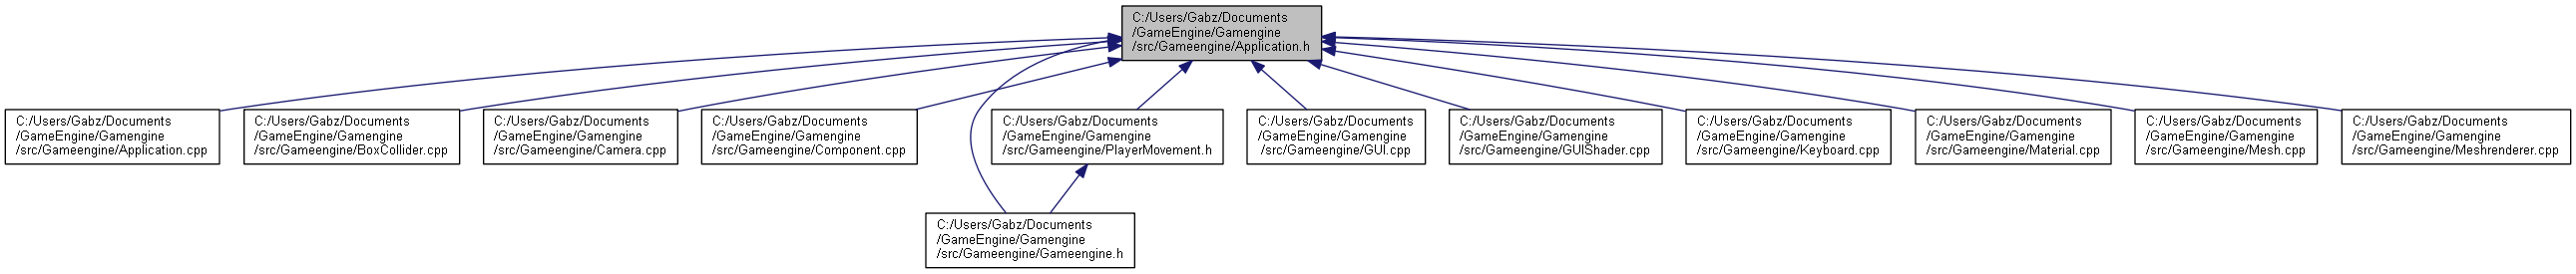 C:/Users/Gabz/Documents
/GameEngine/Gamengine
/src/Gameengine/Application.h
C:/Users/Gabz/Documents
/GameEngine/Gamengine
/src/Gameengine/Application.cpp
C:/Users/Gabz/Documents
/GameEngine/Gamengine
/src/Gameengine/BoxCollider.cpp
C:/Users/Gabz/Documents
/GameEngine/Gamengine
/src/Gameengine/Camera.cpp
C:/Users/Gabz/Documents
/GameEngine/Gamengine
/src/Gameengine/Component.cpp
C:/Users/Gabz/Documents
/GameEngine/Gamengine
/src/Gameengine/PlayerMovement.h
C:/Users/Gabz/Documents
/GameEngine/Gamengine
/src/Gameengine/GUI.cpp
C:/Users/Gabz/Documents
/GameEngine/Gamengine
/src/Gameengine/GUIShader.cpp
C:/Users/Gabz/Documents
/GameEngine/Gamengine
/src/Gameengine/Keyboard.cpp
C:/Users/Gabz/Documents
/GameEngine/Gamengine
/src/Gameengine/Material.cpp
C:/Users/Gabz/Documents
/GameEngine/Gamengine
/src/Gameengine/Mesh.cpp
C:/Users/Gabz/Documents
/GameEngine/Gamengine
/src/Gameengine/Meshrenderer.cpp
C:/Users/Gabz/Documents
/GameEngine/Gamengine
/src/Gameengine/Gameengine.h